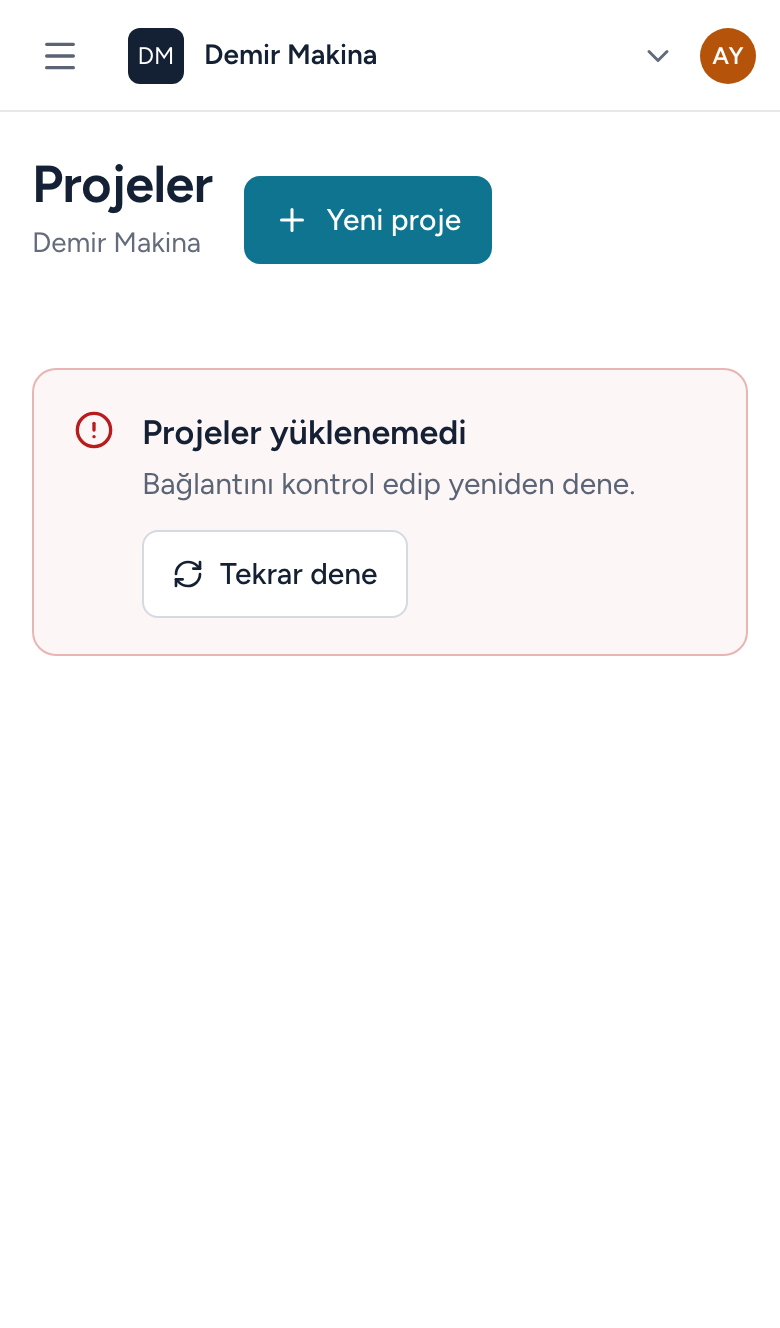 DM
Demir Makina
AY
Projeler
Demir Makina
Yeni proje
Projeler yüklenemedi
Bağlantını kontrol edip yeniden dene.
Tekrar dene